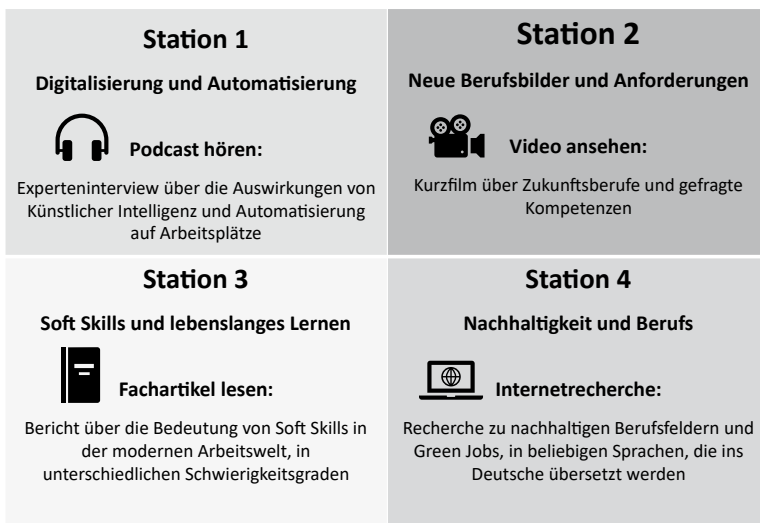 Station 1
Digitalisierung und Automatisierung
Podcast hören:
Experteninterview über die Auswirkungen von
Künstlicher Intelligenz und Automatisierung
auf Arbeitsplätze
Station 2
Neue Berufsbilder und Anforderungen
Video ansehen:
Kurzfilm über Zukunftsberufe und gefragte
Kompetenzen
Station 3
Soft Skills und lebenslanges Lernen
Fachartikel lesen:
Bericht über die Bedeutung von Soft Skills in
der modernen Arbeitswelt, in
unterschiedlichen Schwierigkeitsgraden
Station 4
Nachhaltigkeit und Berufs
Internetrecherche:
Recherche zu nachhaltigen Berufsfeldern und
Green Jobs, in beliebigen Sprachen, die ins
Deutsche übersetzt werden